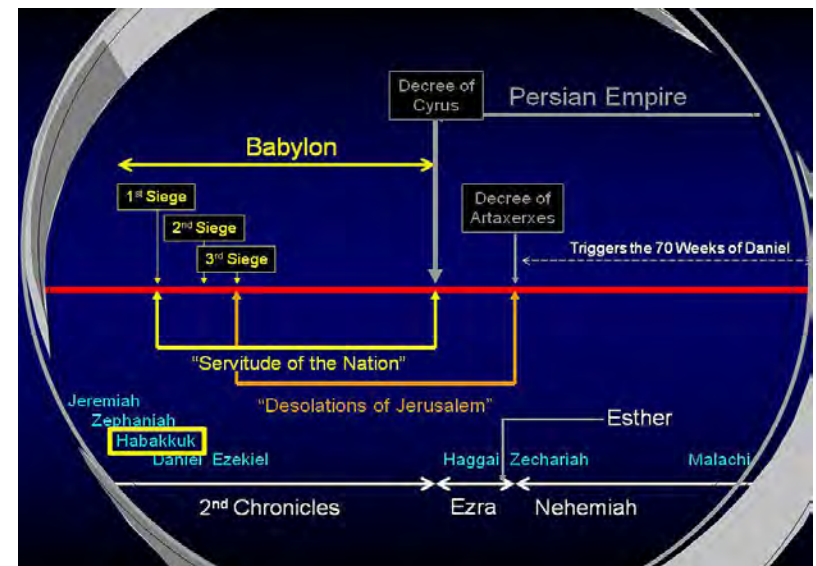 Decree of
Cyrus
Persian Empire
Babylon
1st Siege
2nd Siege
3rd Siege
Decree of
Artaxerxes
Triggers the 70 Weeks of Daniel
"Servitude of the Nation"
"Desolations of Jerusalem"
Jeremiah
Zephaniah
Habakkuk
Daniel Ezekiel
Esther
Haggai Zechariah Malachi
2nd Chronicles Ezra Nehemiah